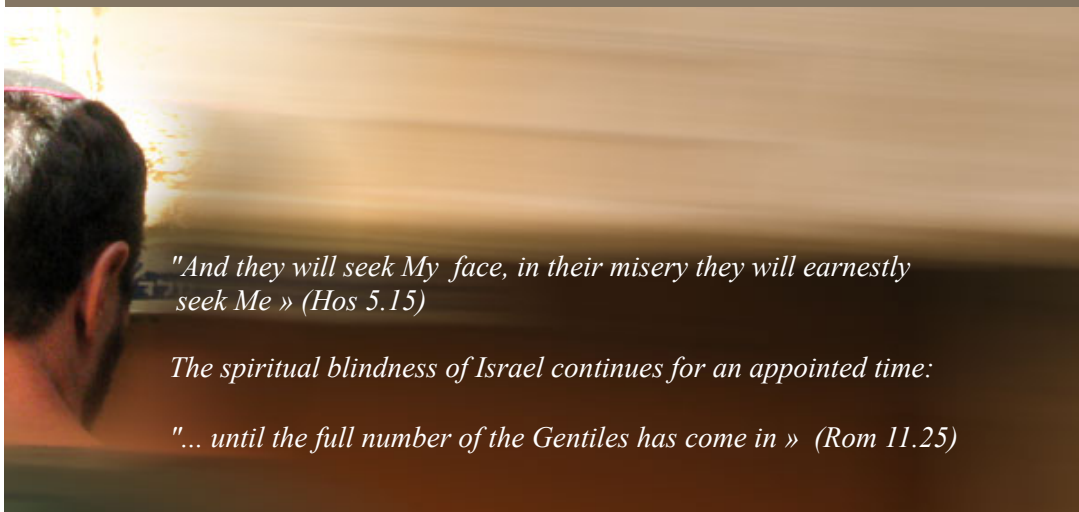 "And they will seek My  face, in their misery they will earnestly
seek Me » (Hos 5.15)
The spiritual blindness of Israel continues for an appointed time:
"... until the full number of the Gentiles has come in »  (Rom 11.25)